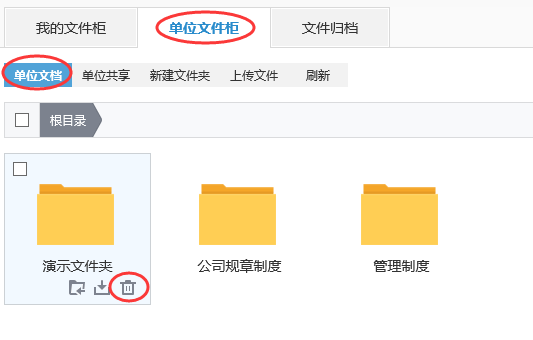 我的文件柜 单位文件柜 文件归档
单位文档 单位共享 新建文件夹 上传文件 刷新
根目录
演示文件夹 公司规章制度 管理制度